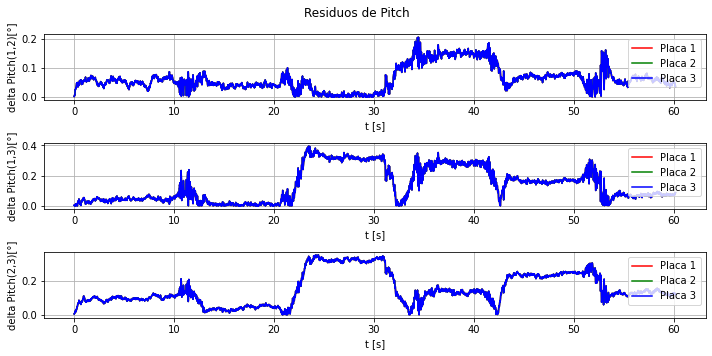 Residuos de Pitch
delta Pitch(1,2)[°]
0.2
0.1
0.0
Placa 1
Placa 2
Placa 3
0 10 20 30 40 50 60
t [s]
delta Pitch(1,3)[°]
0.4
0.2
0.0
Placa 1
Placa 2
Placa 3
0 10 20 30 40 50 60
t [s]
delta Pitch(2,3)[°]
0.2
0.0
Placa 1
Placa 2
Placa 3
0 10 20 30 40 50 60
t [s]